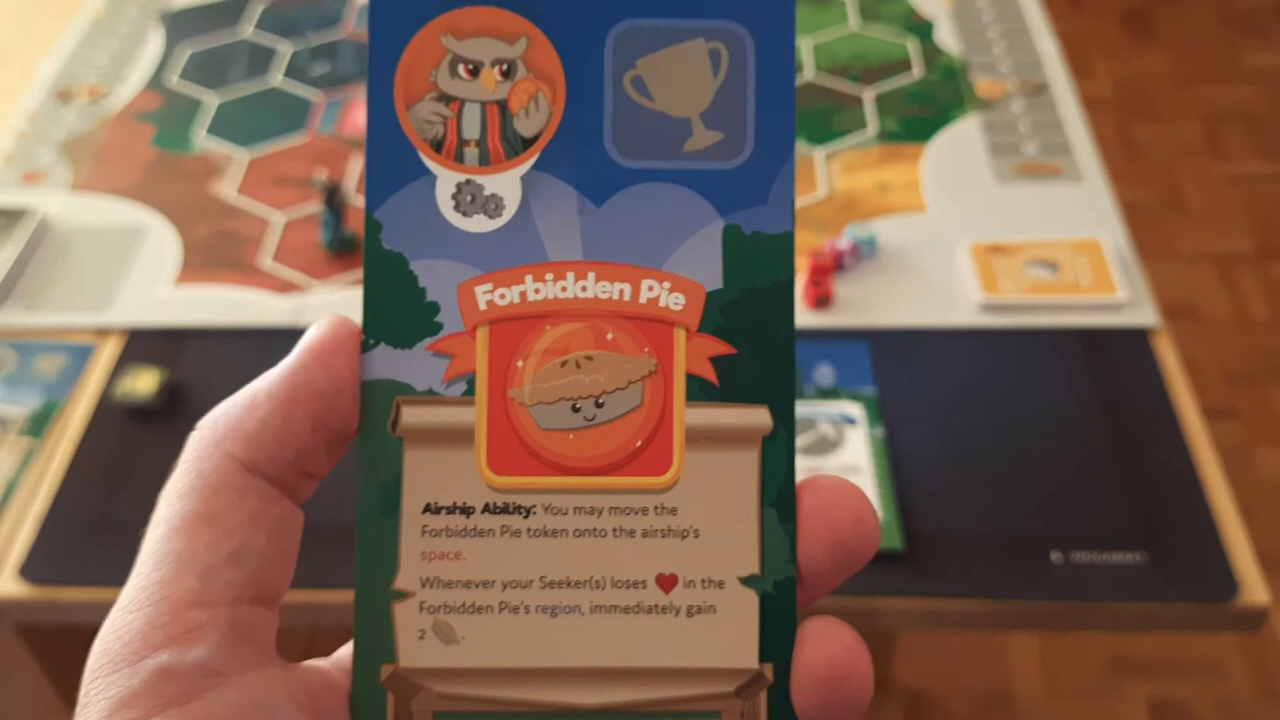 Forbidden Pie
Airship Ability: You may move the
Forbidden Pie token onto the airship's
space.
Whenever your Seeker(s) loses in the
Forbidden Pie's region, immediately gain
2 .